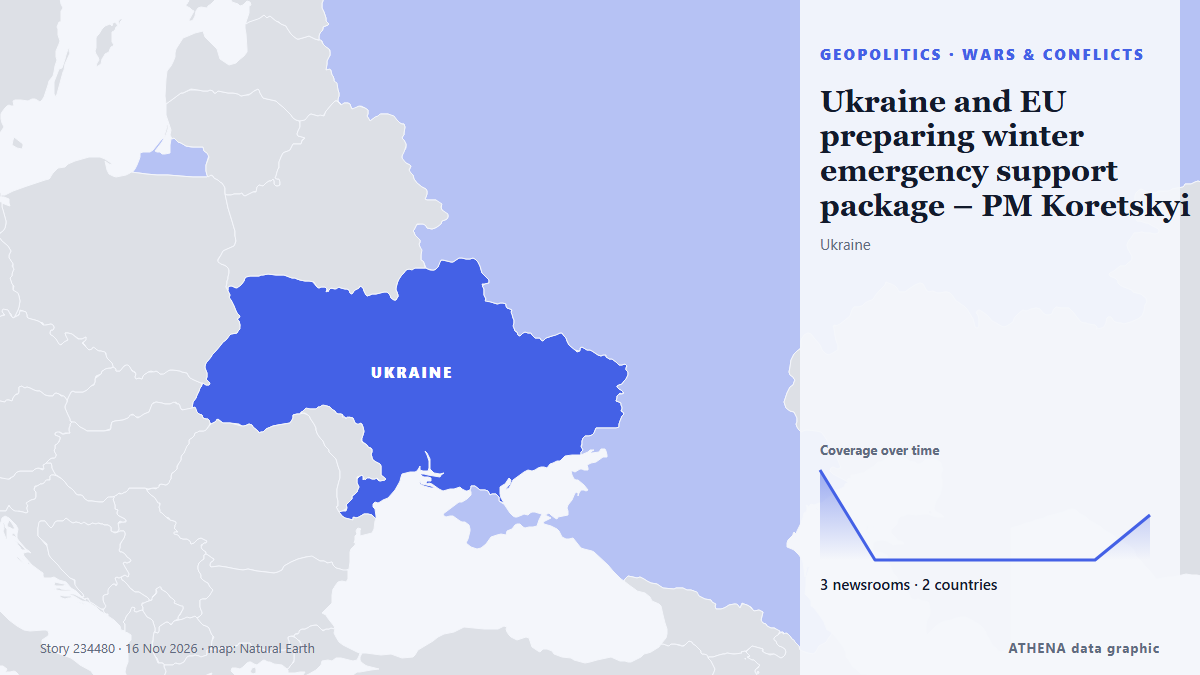 GEOPOLITICS · WARS & CONFLICTS
Ukraine and EU
preparing winter
emergency support
package – PM Koretskyi
Ukraine
UKRAINE
Coverage over time
3 newsrooms · 2 countries
Story 234480 · 16 Nov 2026 · map: Natural Earth
ATHENA data graphic